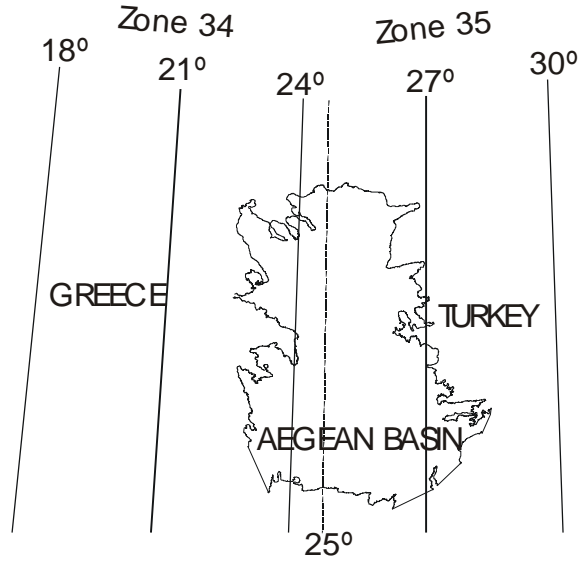 Zone 34
Zone 35
18º
21º
24º
27º
30º
GREECE
TURKEY
AEGEAN BASIN
25º